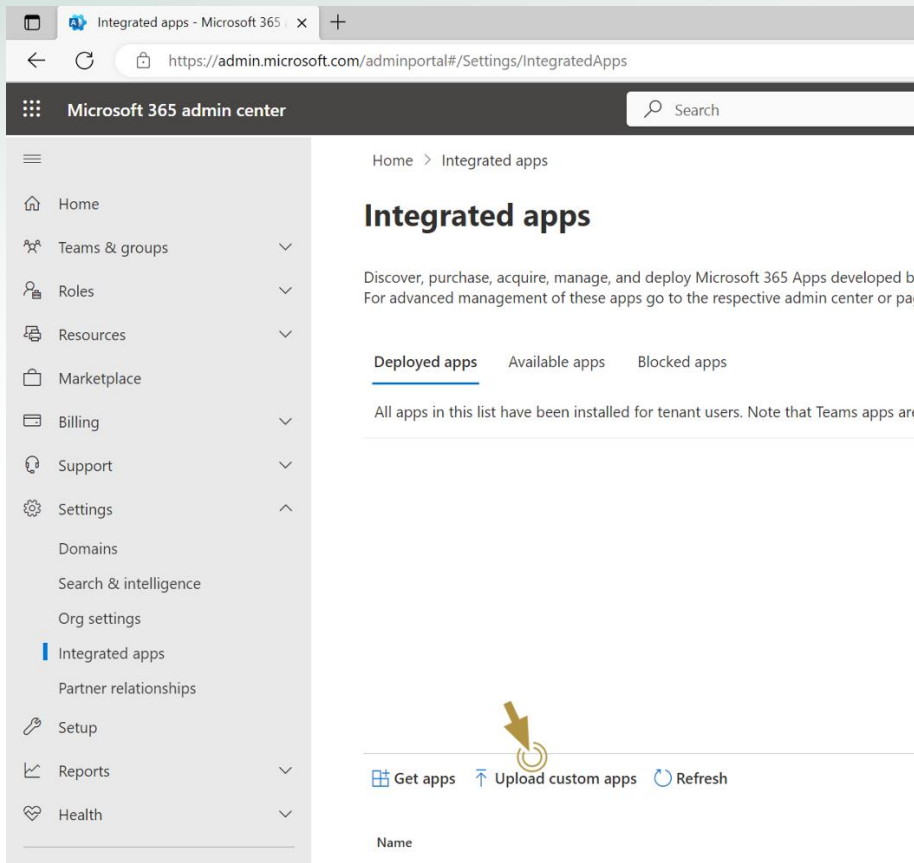 Integrated apps - Microsoft 365
https://admin.microsoft.com/adminportal#/Settings/IntegratedApps
Microsoft 365 admin center
Search
Home > Integrated apps
Home
Teams & groups
Roles
Resources
Marketplace
Billing
Support
Settings
Domains
Search & intelligence
Org settings
Integrated apps
Partner relationships
Setup
Reports
Health
Integrated apps
Discover, purchase, acquire, manage, and deploy Microsoft 365 Apps developed b
For advanced management of these apps go to the respective admin center or pa
Deployed apps Available apps Blocked apps
All apps in this list have been installed for tenant users. Note that Teams apps are
Get apps Upload custom apps Refresh
Name